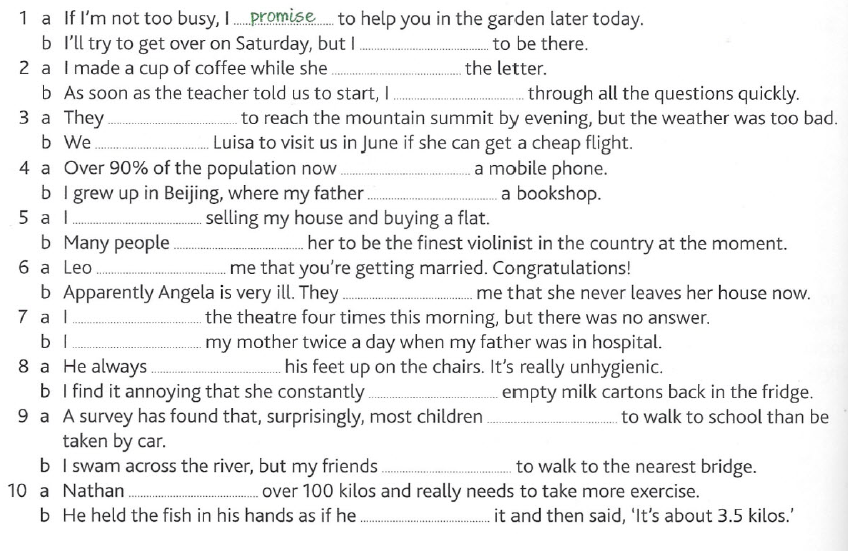 1 a If I'm not too busy, I .....promise..... to help you in the garden later today.
b I'll try to get over on Saturday, but I .............................. to be there.
2 a I made a cup of coffee while she .............................. the letter.
b As soon as the teacher told us to start, I .............................. through all the questions quickly.
3 a They .............................. to reach the mountain summit by evening, but the weather was too bad.
b We .............................. Luisa to visit us in June if she can get a cheap flight.
4 a Over 90% of the population now .............................. a mobile phone.
b I grew up in Beijing, where my father .............................. a bookshop.
5 a I .............................. selling my house and buying a flat.
b Many people .............................. her to be the finest violinist in the country at the moment.
6 a Leo .............................. me that you're getting married. Congratulations!
b Apparently Angela is very ill. They .............................. me that she never leaves her house now.
7 a I .............................. the theatre four times this morning, but there was no answer.
b I .............................. my mother twice a day when my father was in hospital.
8 a He always .............................. his feet up on the chairs. It's really unhygienic.
b I find it annoying that she constantly .............................. empty milk cartons back in the fridge.
9 a A survey has found that, surprisingly, most children .............................. to walk to school than be
taken by car.
b I swam across the river, but my friends .............................. to walk to the nearest bridge.
10 a Nathan .............................. over 100 kilos and really needs to take more exercise.
b He held the fish in his hands as if he .............................. it and then said, 'It's about 3.5 kilos.'